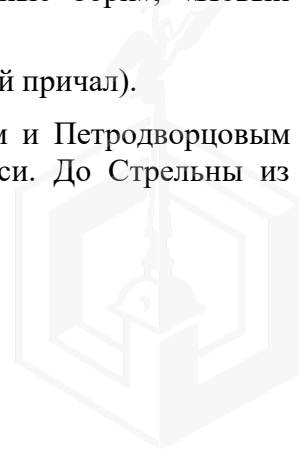 й причал).
м и Петродворцовым
си. До Стрельны из